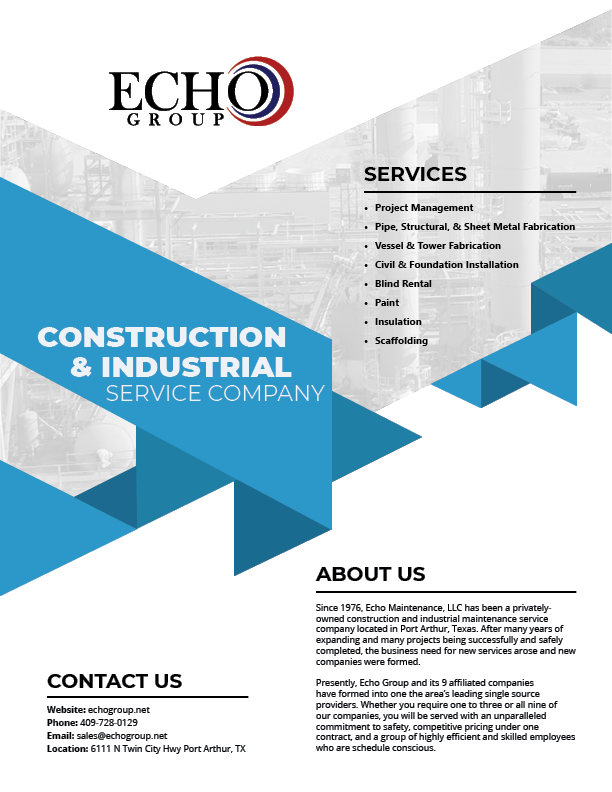 ECHO
GROUP
SERVICES
• Project Management
• Pipe, Structural, & Sheet Metal Fabrication
• Vessel & Tower Fabrication
• Civil & Foundation Installation
• Blind Rental
• Paint
• Insulation
• Scaffolding
CONSTRUCTION
& INDUSTRIAL
SERVICE COMPANY
ABOUT US
Since 1976, Echo Maintenance, LLC has been a privately-
owned construction and industrial maintenance service
company located in Port Arthur, Texas. After many years of
expanding and many projects being successfully and safely
completed, the business need for new services arose and new
companies were formed.
Presently, Echo Group and its 9 affiliated companies
have formed into one the area's leading single source
providers. Whether you require one to three or all nine of
our companies, you will be served with an unparalleled
commitment to safety, competitive pricing under one
contract, and a group of highly efficient and skilled employees
who are schedule conscious.
CONTACT US
Website: echogroup.net
Phone: 409-728-0129
Email: sales@echogroup.net
Location: 6111 N Twin City Hwy Port Arthur, TX